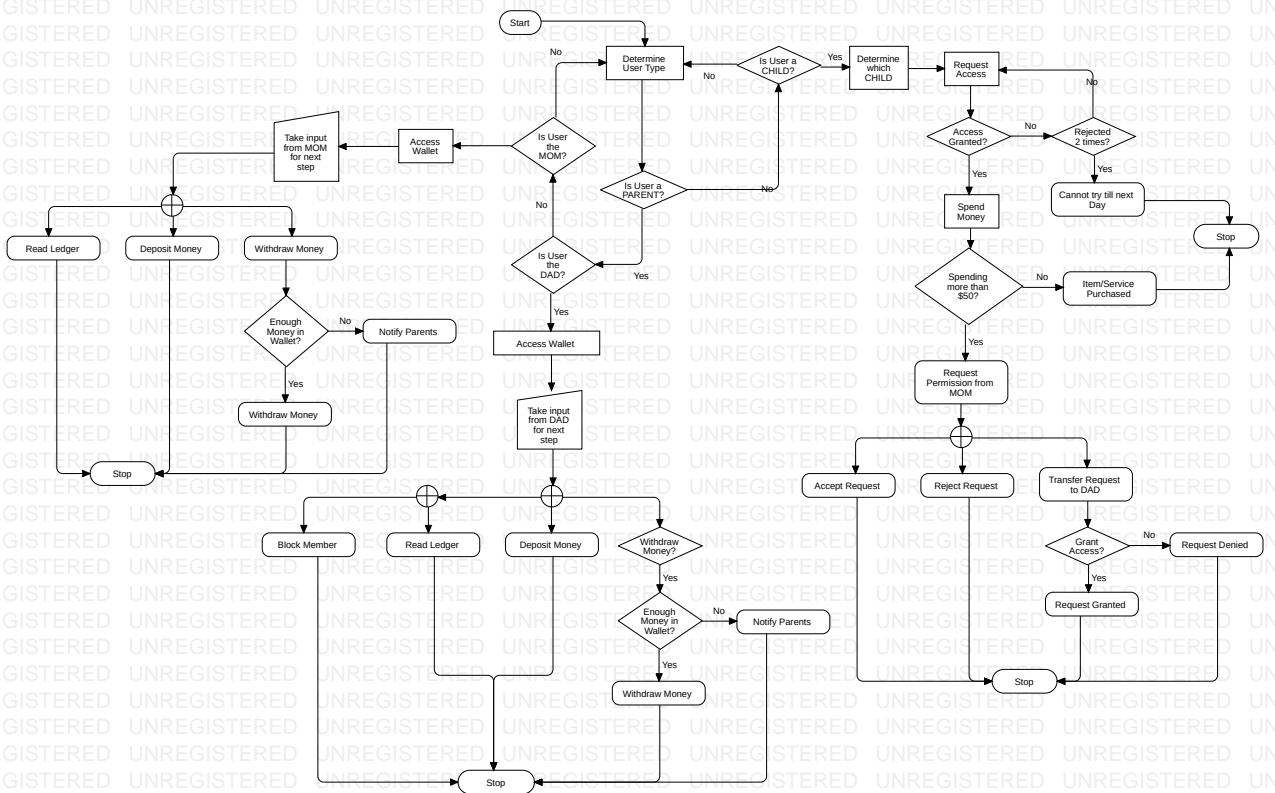 Start
Determine
User Type
No
No
Is User a
CHILD?
Yes
Determine
which
CHILD
Request
Access
No
Take input
from MOM
for next
step
Access
Wallet
Is User
the
MOM?
Is User a
PARENT?
No
Access
Granted?
No
Rejected
2 times?
Yes
Yes
Cannot try till next
Day
Spend
Money
Stop
No
Is User
the
DAD?
Yes
Yes
Read Ledger
Deposit Money
Withdraw Money
Enough
Money in
Wallet?
No
Notify Parents
Yes
Withdraw Money
Stop
Access Wallet
Take input
from DAD
for next
step
Spending
more than
$50?
No
Item/Service
Purchased
Yes
Request
Permission from
MOM
Accept Request
Reject Request
Transfer Request
to DAD
Grant
Access?
No
Request Denied
Yes
Request Granted
Stop
Block Member
Read Ledger
Deposit Money
Withdraw
Money?
Yes
Enough
Money in
Wallet?
No
Notify Parents
Yes
Withdraw Money
Stop
UNREGISTERED